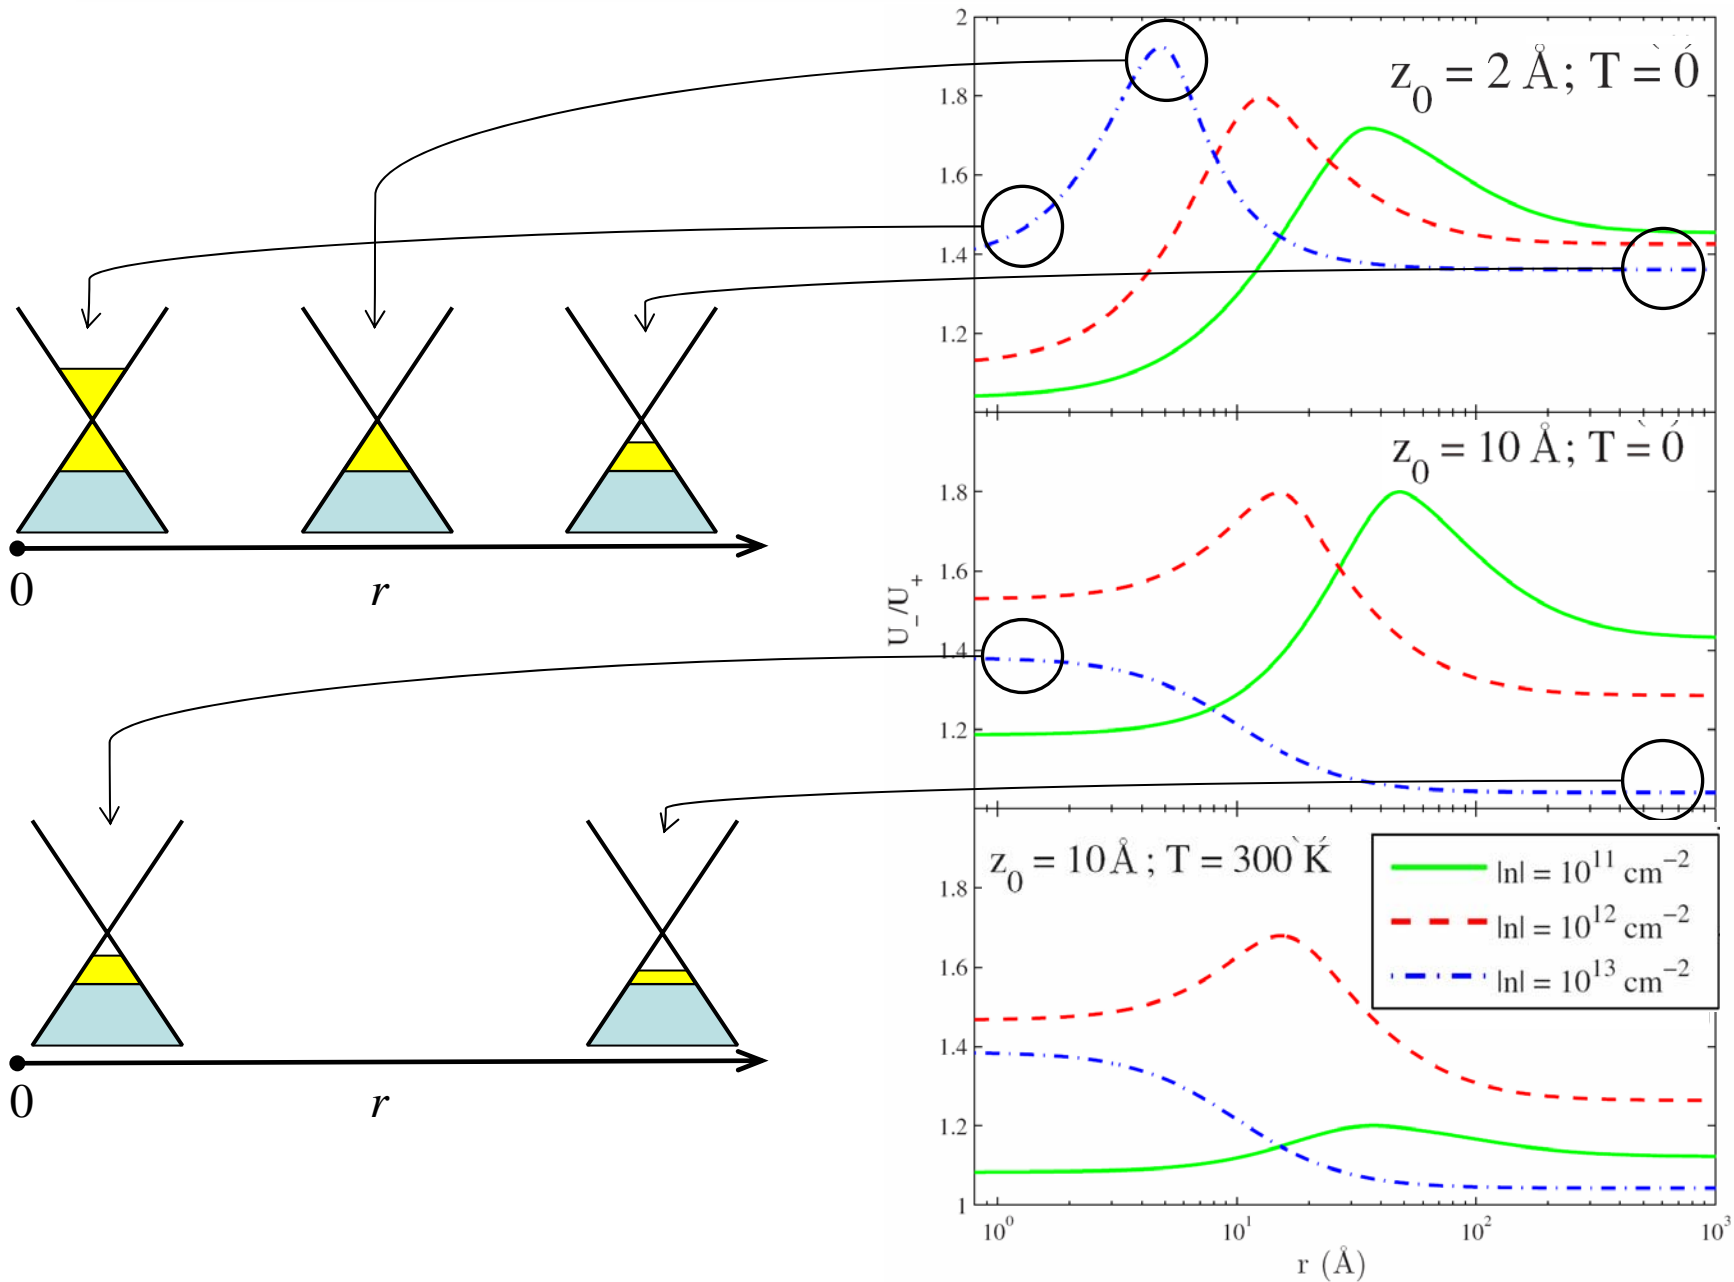 0
r
0
r
z0 = 2 Å; T = 0
2
1.8
1.6
1.4
1.2
z0 = 10 Å; T = 0
1.8
1.6
1.4
1.2
U−/U+
z0 = 10 Å; T = 300 K
1.8
1.6
1.4
1.2
1
|n| = 10^11 cm^−2
|n| = 10^12 cm^−2
|n| = 10^13 cm^−2
10^0
10^1
10^2
10^3
r (Å)